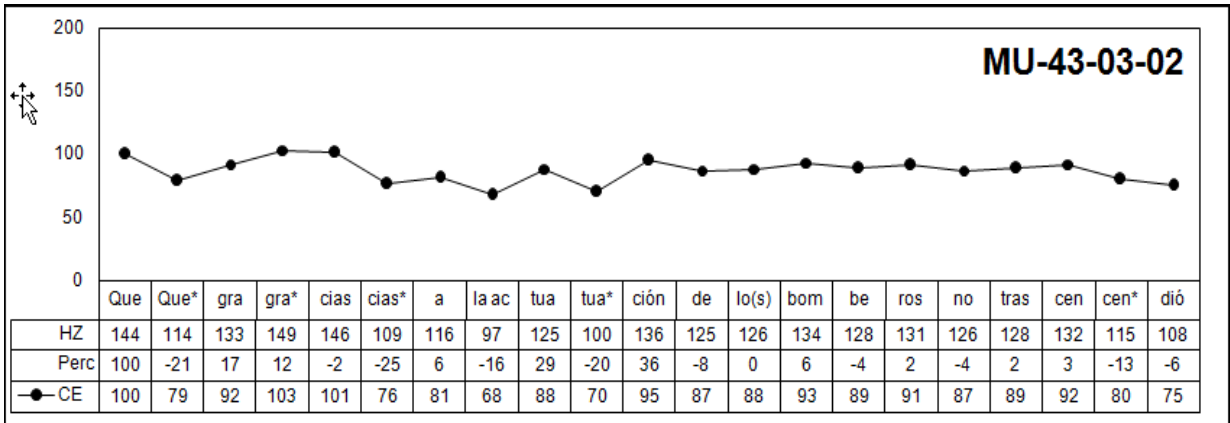 200
MU-43-03-02
150
100
50
0
Que Que* gra gra* cias cias* a la ac tua tua* ción de lo(s) bom be ros no tras cen cen* dió
HZ 144 114 133 149 146 109 116 97 125 100 136 125 126 134 128 131 126 128 132 115 108
Perc 100 -21 17 12 -2 -25 6 -16 29 -20 36 -8 0 6 -4 2 -4 2 3 -13 -6
CE 100 79 92 103 101 76 81 68 88 70 95 87 88 93 89 91 87 89 92 80 75